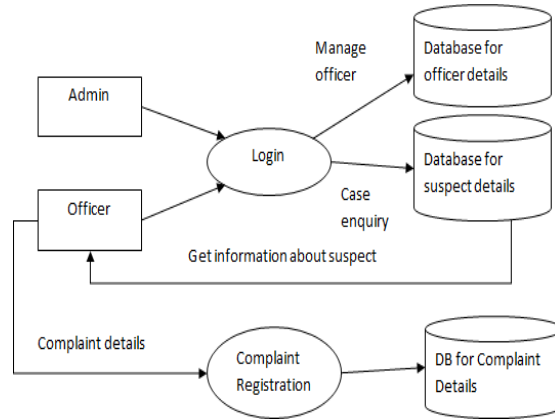 Manage
officer
Database for
officer details
Admin
Login
Database for
suspect details
Officer
Case
enquiry
Get information about suspect
Complaint details
Complaint
Registration
DB for Complaint
Details